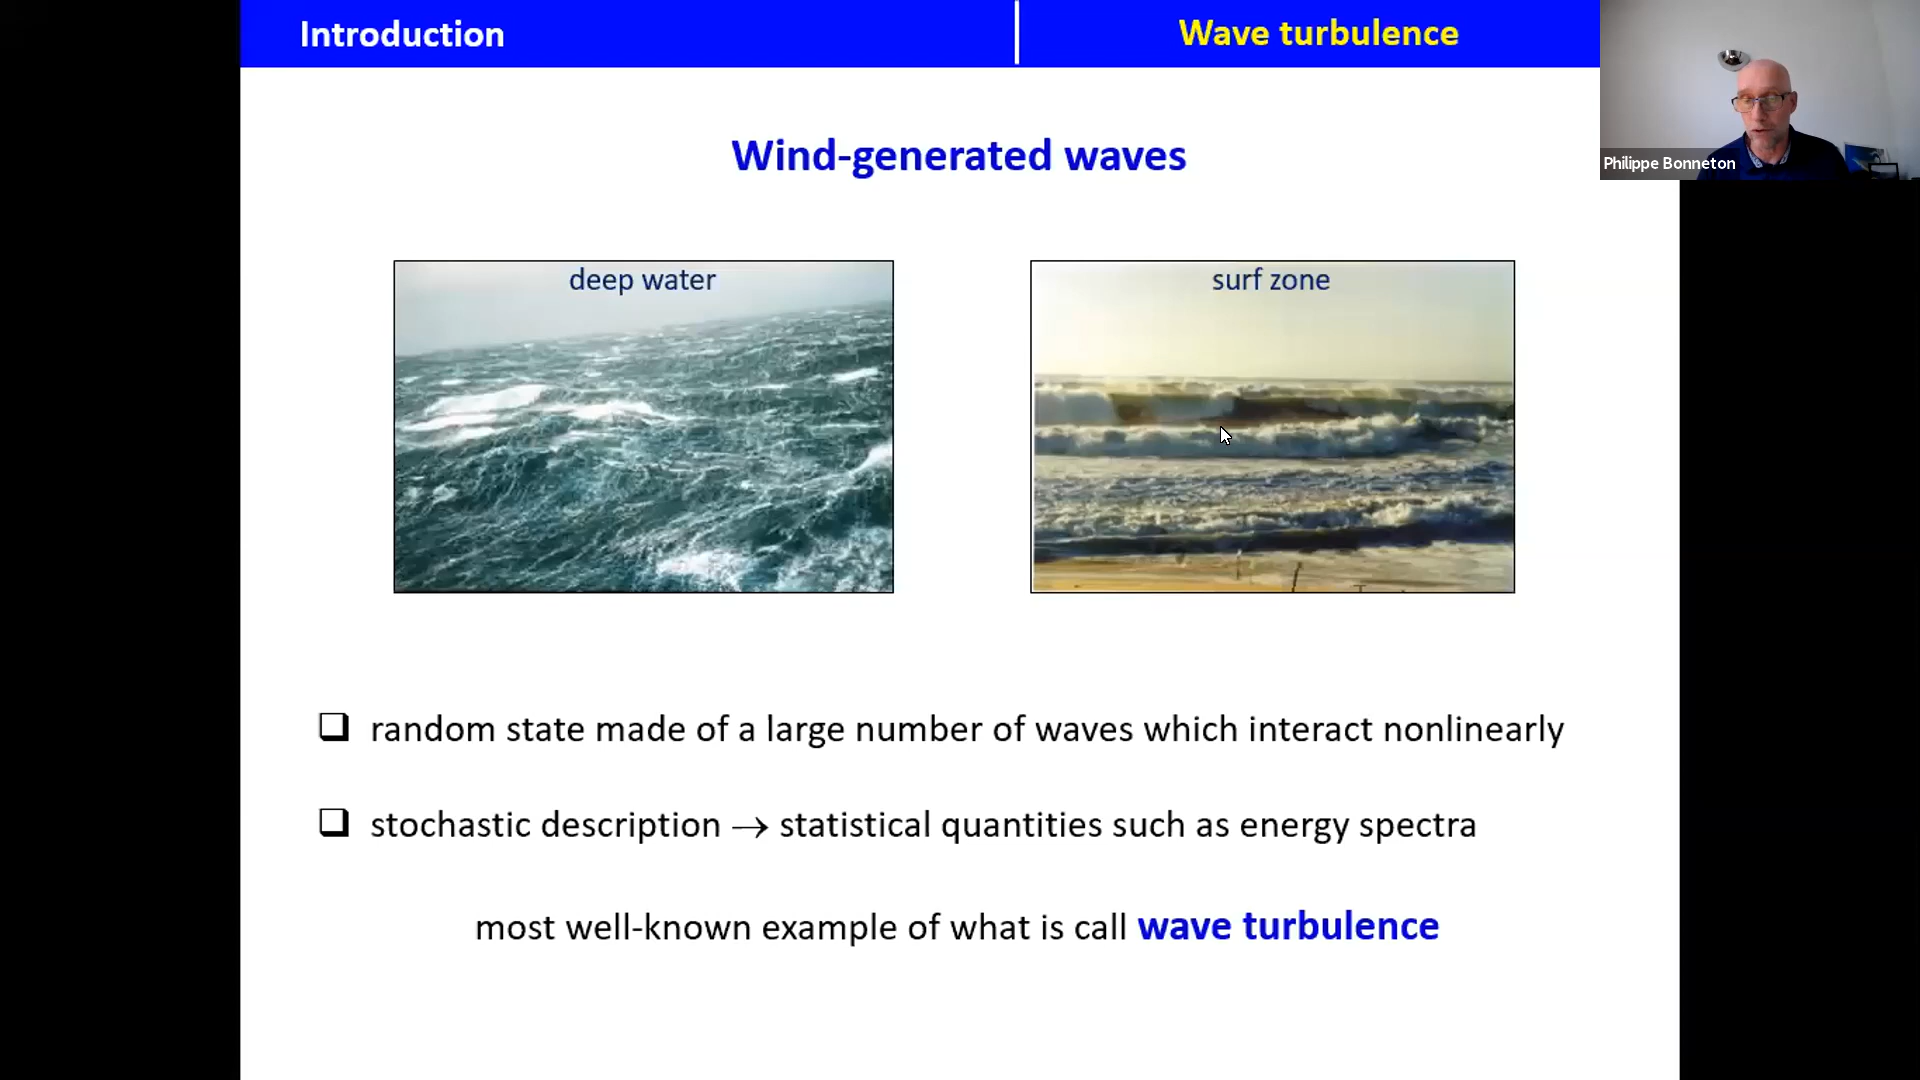 Introduction
Wave turbulence
Philippe Bonneton
Wind-generated waves
deep water
surf zone
random state made of a large number of waves which interact nonlinearly
stochastic description → statistical quantities such as energy spectra
most well-known example of what is call wave turbulence